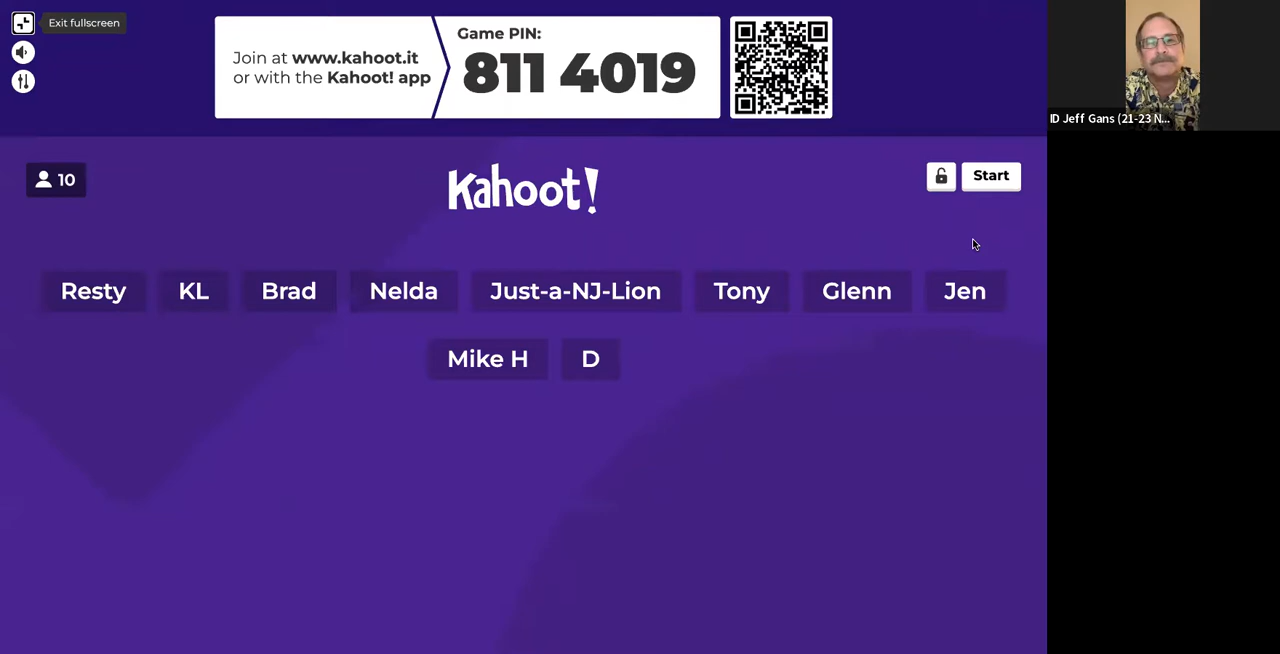 Exit fullscreen
Join at www.kahoot.it
or with the Kahoot! app
Game PIN:
811 4019
ID Jeff Gans (21-23 N...
10
Kahoot!
Start
Resty KL Brad Nelda Just-a-NJ-Lion Tony Glenn Jen
Mike H D